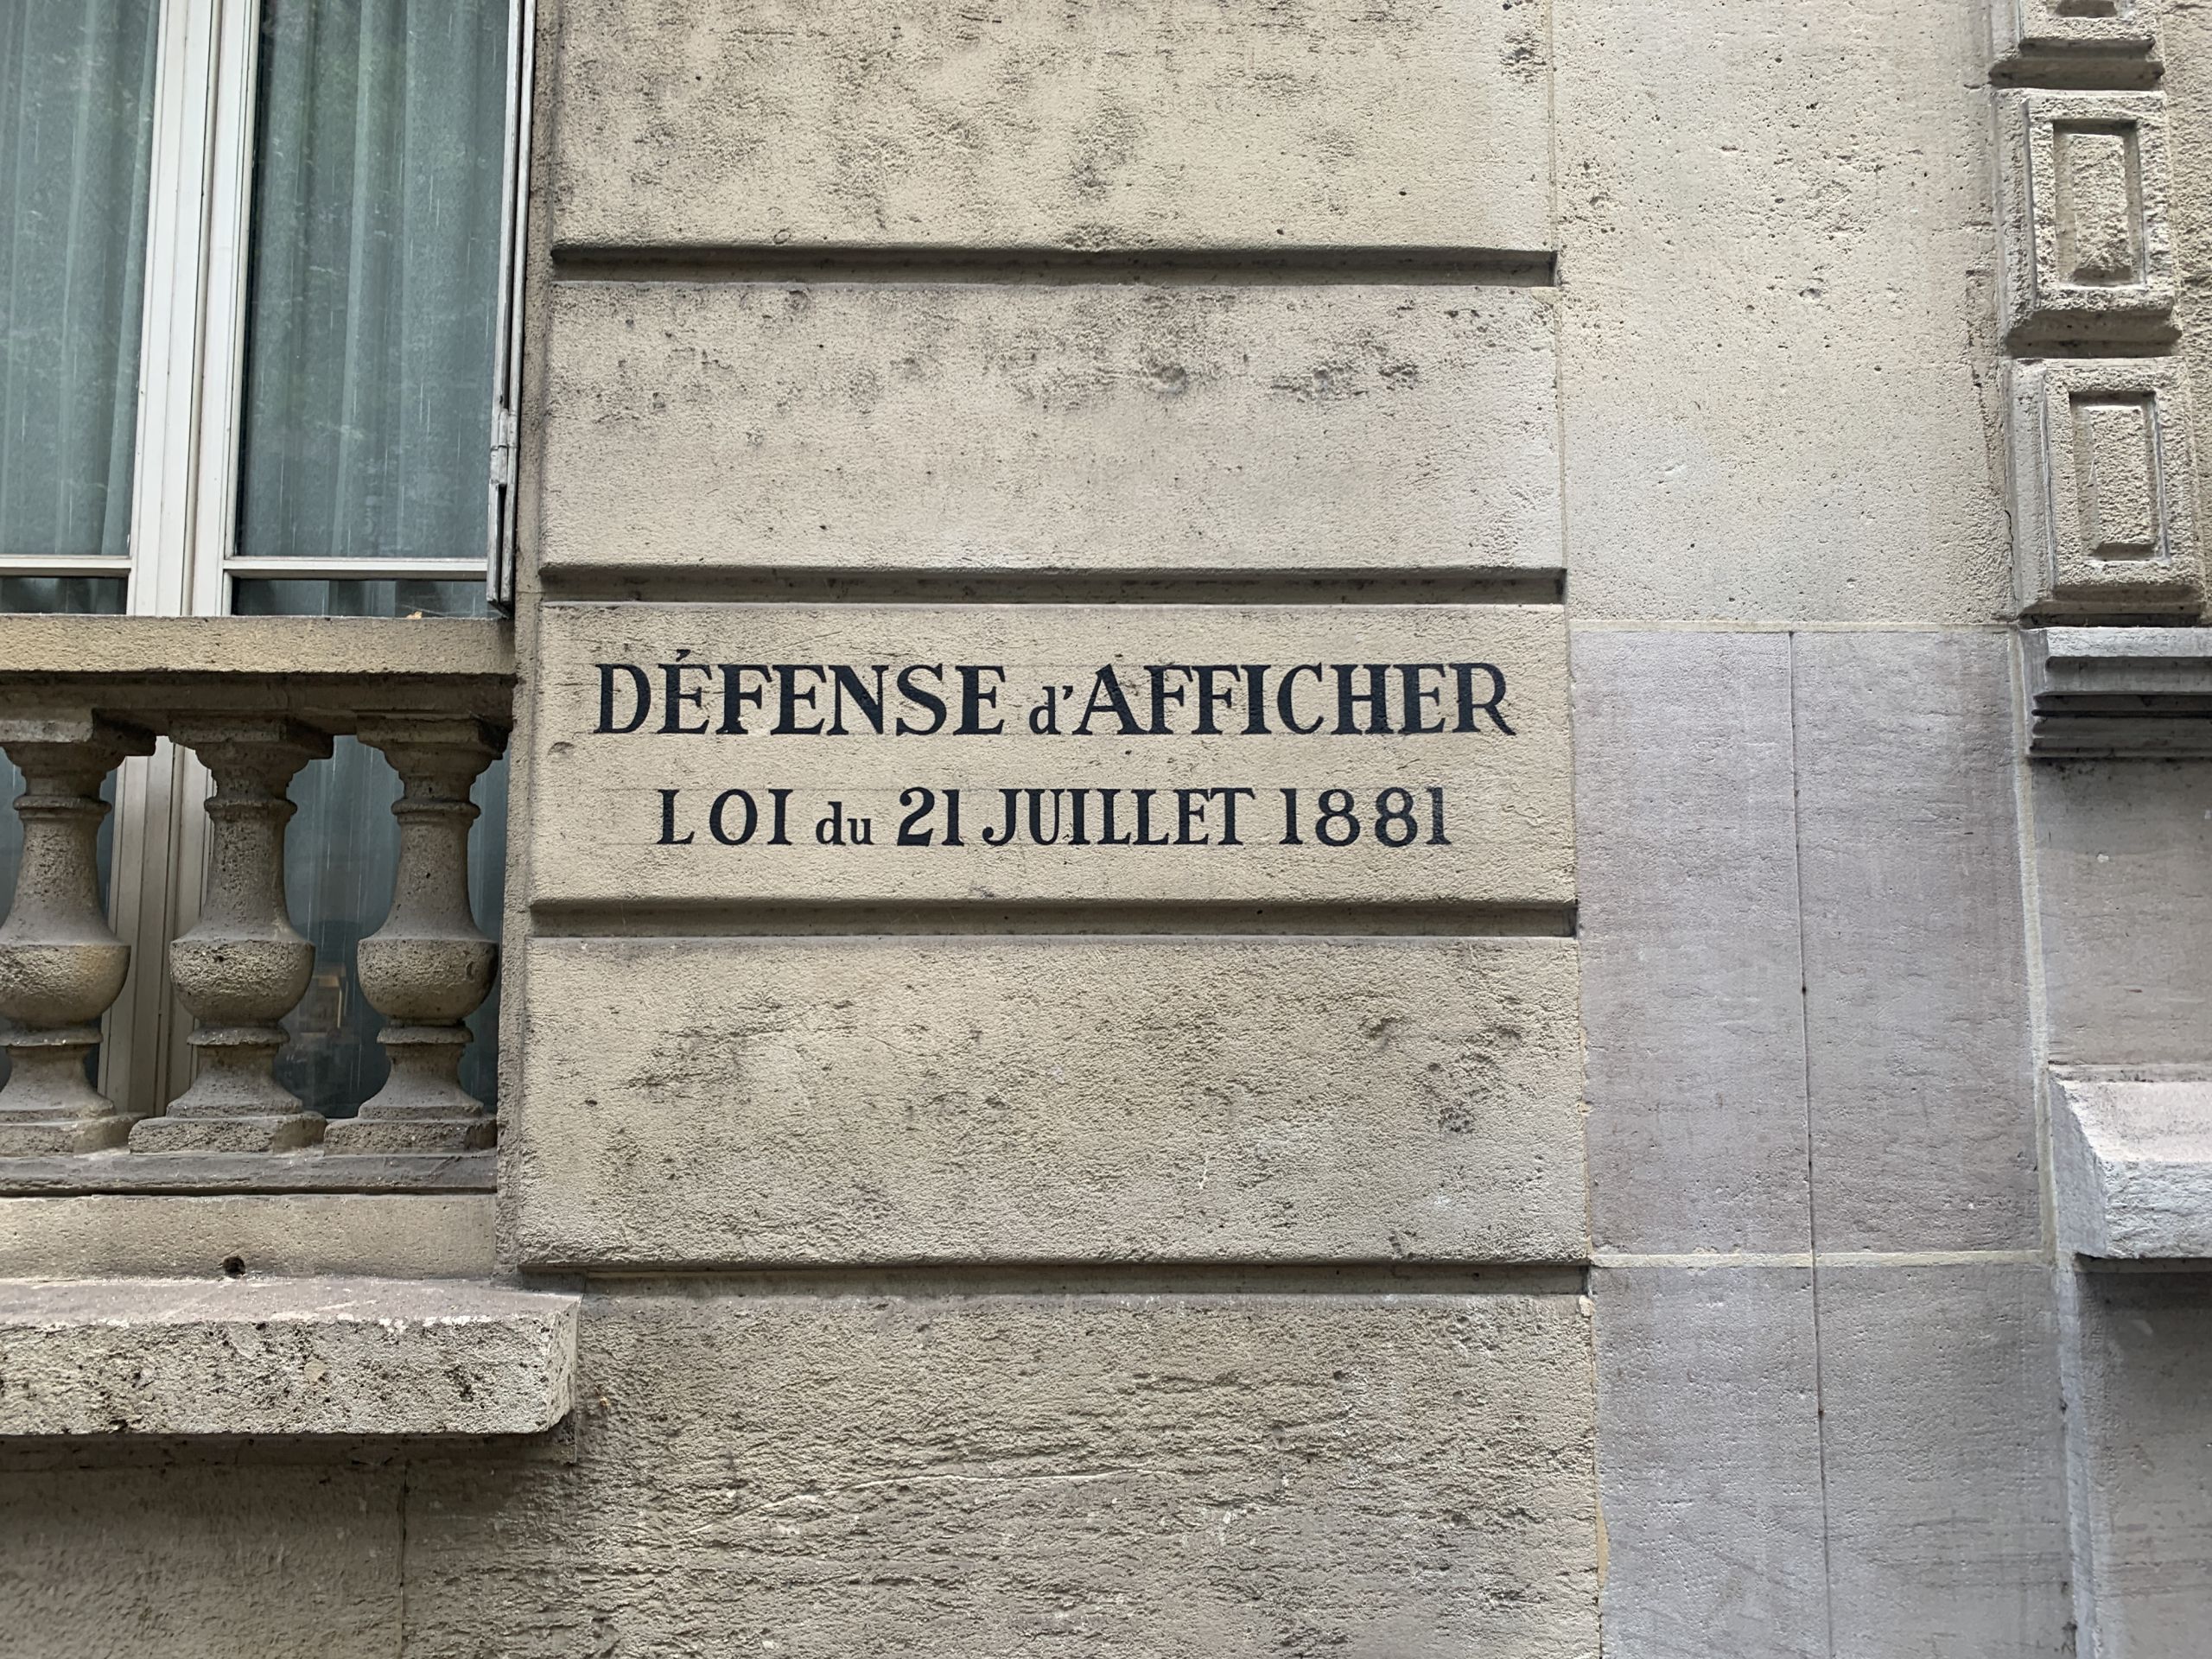 DÉFENSE d'AFFICHER
LOI du 21 JUILLET 1881